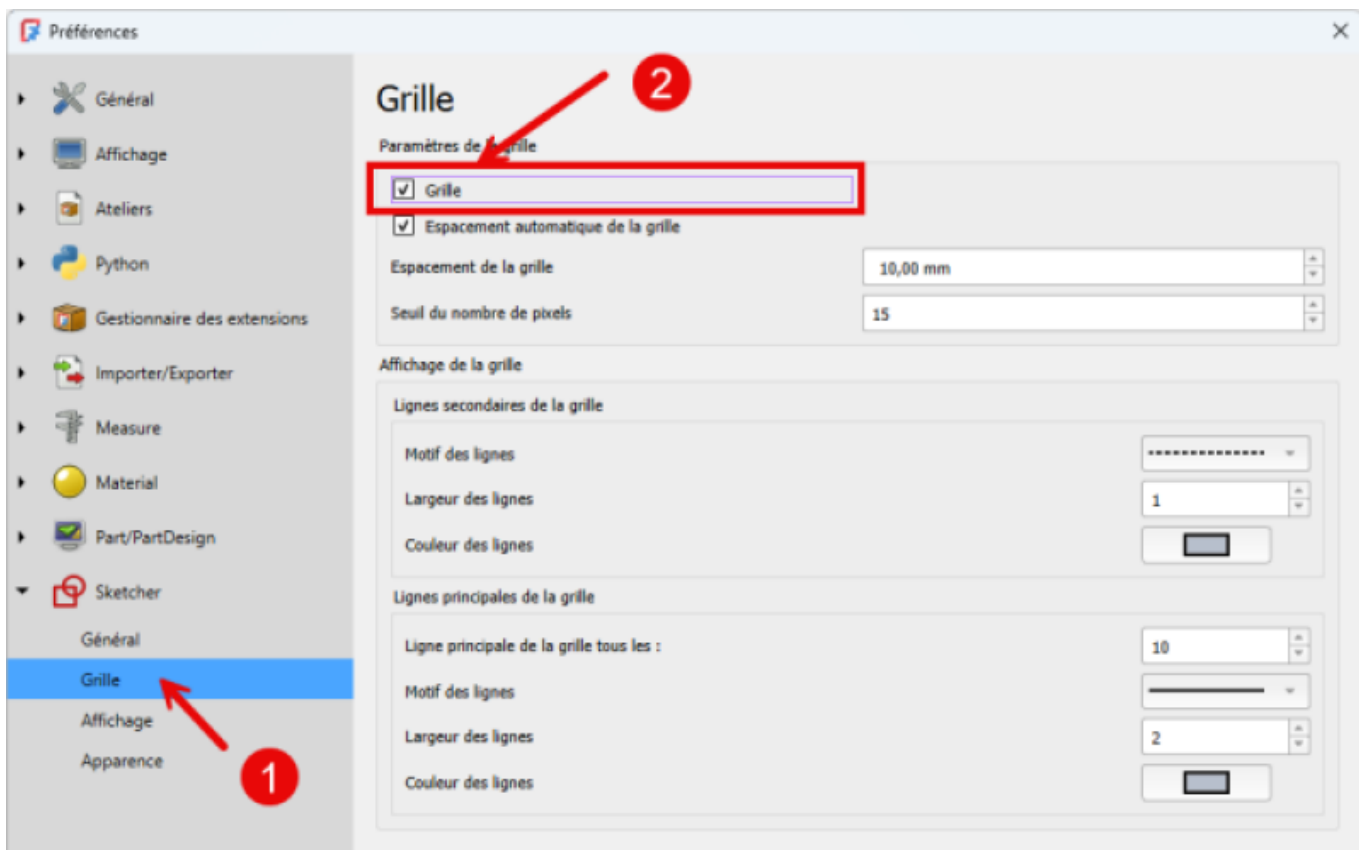 Préférences
Général
Affichage
Ateliers
Python
Gestionnaire des extensions
Importer/Exporter
Measure
Material
Part/PartDesign
Sketcher
Général
Grille
Affichage
Apparence
1
Grille
2
Paramètres de la grille
Grille
Espacement automatique de la grille
Espacement de la grille 10,00 mm
Seuil du nombre de pixels 15
Affichage de la grille
Lignes secondaires de la grille
Motif des lignes
Largeur des lignes 1
Couleur des lignes
Lignes principales de la grille
Ligne principale de la grille tous les : 10
Motif des lignes
Largeur des lignes 2
Couleur des lignes